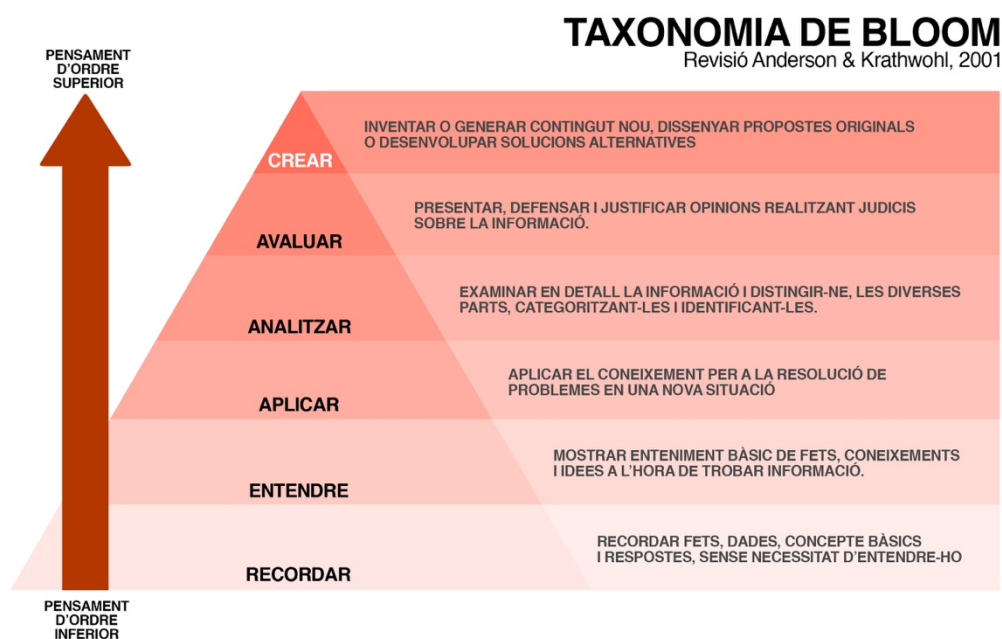 TAXONOMIA DE BLOOM
Revisió Anderson & Krathwohl, 2001
PENSAMENT
D'ORDRE
SUPERIOR
INVENTAR O GENERAR CONTINGUT NOU, DISSENYAR PROPOSTES ORIGINALS
O DESENVOLUPAR SOLUCIONS ALTERNATIVES
CREAR
PRESENTAR, DEFENSAR I JUSTIFICAR OPINIONS REALITZANT JUDICIS
SOBRE LA INFORMACIÓ.
AVALUAR
EXAMINAR EN DETALL LA INFORMACIÓ I DISTINGIR-NE, LES DIVERSES
PARTS, CATEGORITZANT-LES I IDENTIFICANT-LES.
ANALITZAR
APLICAR EL CONEIXEMENT PER A LA RESOLUCIÓ DE
PROBLEMES EN UNA NOVA SITUACIÓ
APLICAR
MOSTRAR ENTENIMENT BÀSIC DE FETS, CONEIXEMENTS
I IDEES A L'HORA DE TROBAR INFORMACIÓ.
ENTENDRE
RECORDAR FETS, DADES, CONCEPTE BÀSICS
I RESPOSTES, SENSE NECESSITAT D'ENTENDRE-HO
RECORDAR
PENSAMENT
D'ORDRE
INFERIOR